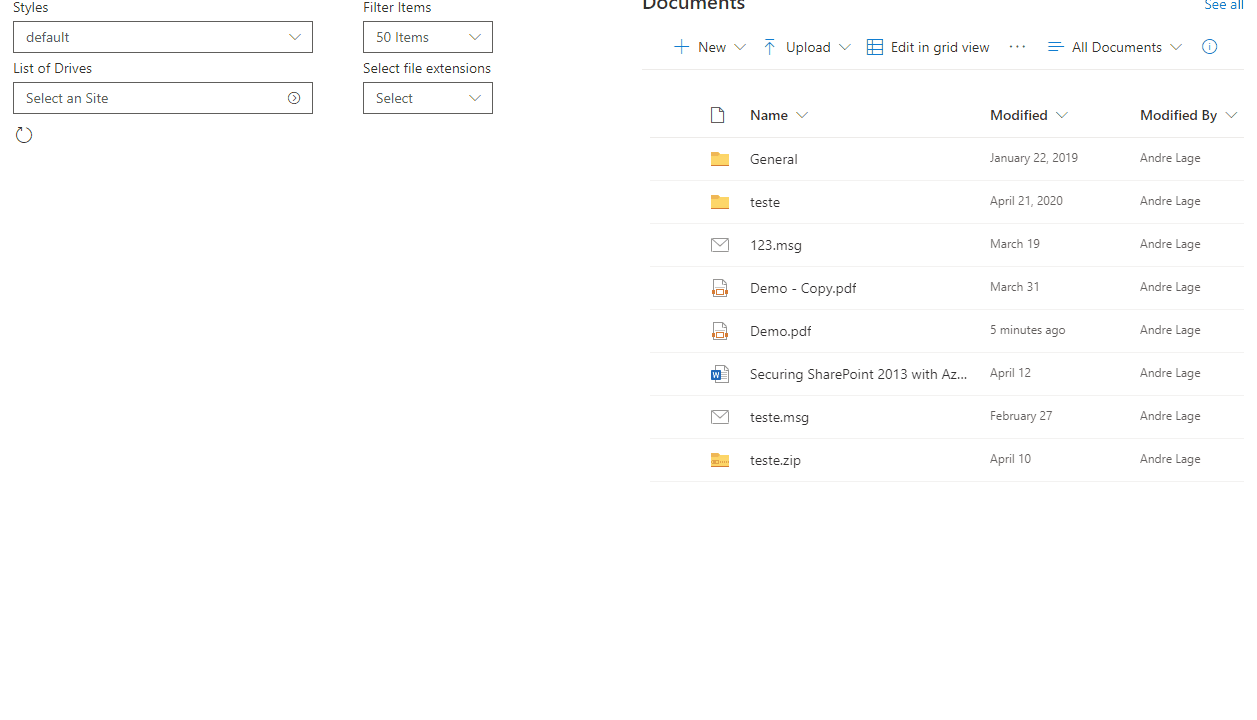 Styles
Filter Items
default
50 Items
List of Drives
Select file extensions
Select an Site
Select
Documents
See all
New
Upload
Edit in grid view
All Documents
Name
Modified
Modified By
General
January 22, 2019
Andre Lage
teste
April 21, 2020
Andre Lage
123.msg
March 19
Andre Lage
Demo - Copy.pdf
March 31
Andre Lage
Demo.pdf
5 minutes ago
Andre Lage
Securing SharePoint 2013 with Az...
April 12
Andre Lage
teste.msg
February 27
Andre Lage
teste.zip
April 10
Andre Lage